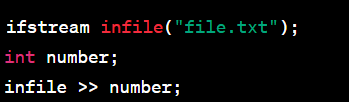 ifstream infile("file.txt");
int number;
infile >> number;